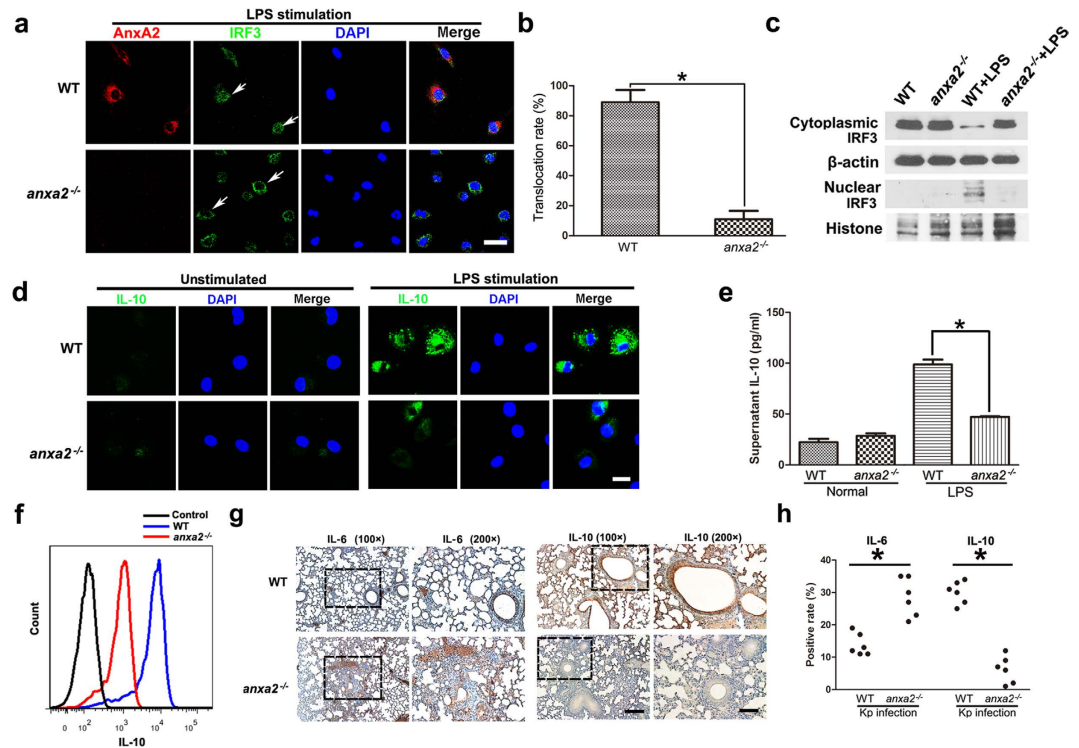 a
LPS stimulation
AnxA2 IRF3 DAPI Merge
WT
anxa2-/-
b
*
Translocation rate (%)
100
80
60
40
20
0
WT anxa2-/-
c
WT anxa2-/- WT+LPS anxa2-/-+LPS
Cytoplasmic
IRF3
β-actin
Nuclear
IRF3
Histone
d
Unstimulated LPS stimulation
IL-10 DAPI Merge IL-10 DAPI Merge
WT
anxa2-/-
e
*
Supernatant IL-10 (pg/ml)
150
100
50
0
WT anxa2-/- WT anxa2-/-
Normal LPS
f
Control
WT
anxa2-/-
Count
0 10² 10³ 10⁴ 10⁵
IL-10
g
IL-6 (100×) IL-6 (200×) IL-10 (100×) IL-10 (200×)
WT
anxa2-/-
h
IL-6 IL-10
* *
Positive rate (%)
40
30
20
10
0
WT anxa2-/- WT anxa2-/-
Kp infection Kp infection